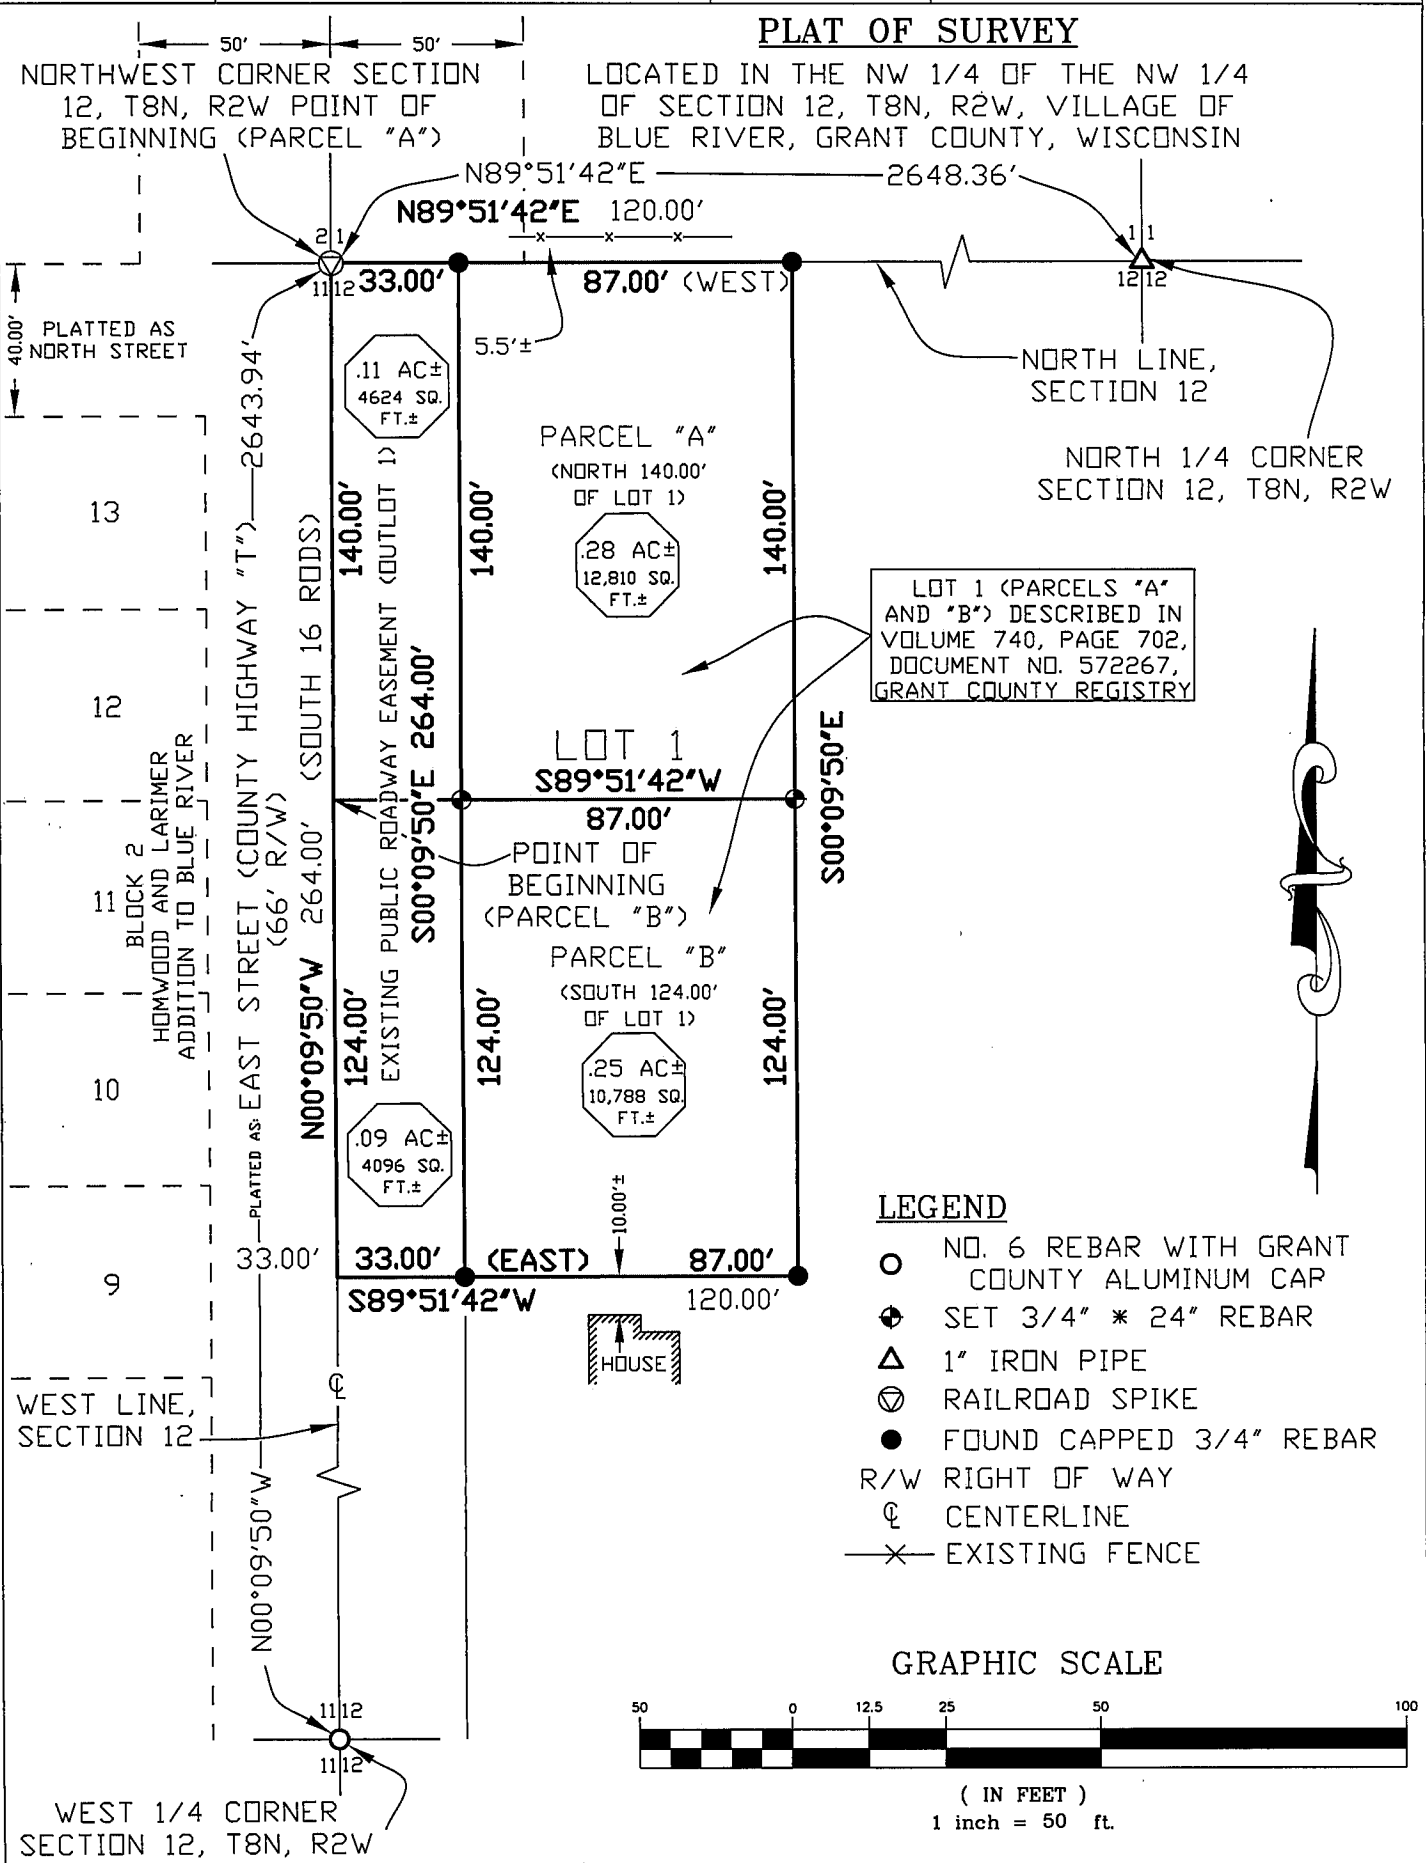 PLAT OF SURVEY
LOCATED IN THE NW 1/4 OF THE NW 1/4
OF SECTION 12, T8N, R2W, VILLAGE OF
BLUE RIVER, GRANT COUNTY, WISCONSIN
50'
50'
NORTHWEST CORNER SECTION
12, T8N, R2W POINT OF
BEGINNING (PARCEL "A")
N89°51'42"E
2648.36'
N89°51'42"E 120.00'
2 1
11 12
33.00'
87.00' (WEST)
1 1
12 12
40.00'
PLATTED AS
NORTH STREET
5.5'±
NORTH LINE,
SECTION 12
.11 AC±
4624 SQ.
FT.±
PARCEL "A"
(NORTH 140.00'
OF LOT 1)
NORTH 1/4 CORNER
SECTION 12, T8N, R2W
.28 AC±
12,810 SQ.
FT.±
140.00'
140.00'
140.00'
13
12
11
10
9
BLOCK 2
HOMWOOD AND LARIMER
ADDITION TO BLUE RIVER
PLATTED AS: EAST STREET (COUNTY HIGHWAY "T")
2643.94'
(66' R/W)
N00°09'50"W 264.00' (SOUTH 16 RODS)
EXISTING PUBLIC ROADWAY EASEMENT (OUTLOT 1)
S00°09'50"E 264.00'
LOT 1 (PARCELS "A"
AND "B") DESCRIBED IN
VOLUME 740, PAGE 702,
DOCUMENT NO. 572267,
GRANT COUNTY REGISTRY
LOT 1
S89°51'42"W
87.00'
S00°09'50"E
POINT OF
BEGINNING
(PARCEL "B")
PARCEL "B"
(SOUTH 124.00'
OF LOT 1)
124.00'
124.00'
124.00'
.25 AC±
10,788 SQ.
FT.±
.09 AC±
4096 SQ.
FT.±
10.00'±
33.00'
33.00'
(EAST)
87.00'
S89°51'42"W
120.00'
HOUSE
℄
WEST LINE,
SECTION 12
N00°09'50"W
11 12
11 12
WEST 1/4 CORNER
SECTION 12, T8N, R2W
LEGEND
NO. 6 REBAR WITH GRANT
COUNTY ALUMINUM CAP
SET 3/4" * 24" REBAR
1" IRON PIPE
RAILROAD SPIKE
FOUND CAPPED 3/4" REBAR
R/W RIGHT OF WAY
℄ CENTERLINE
EXISTING FENCE
GRAPHIC SCALE
50 0 12.5 25 50 100
( IN FEET )
1 inch = 50 ft.